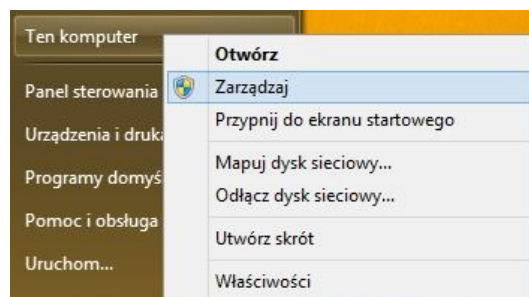 Ten komputer
Panel sterowania
Urządzenia i druk
Programy domyś
Pomoc i obsługa
Uruchom...
Otwórz
Zarządzaj
Przypnij do ekranu startowego
Mapuj dysk sieciowy...
Odłącz dysk sieciowy...
Utwórz skrót
Właściwości